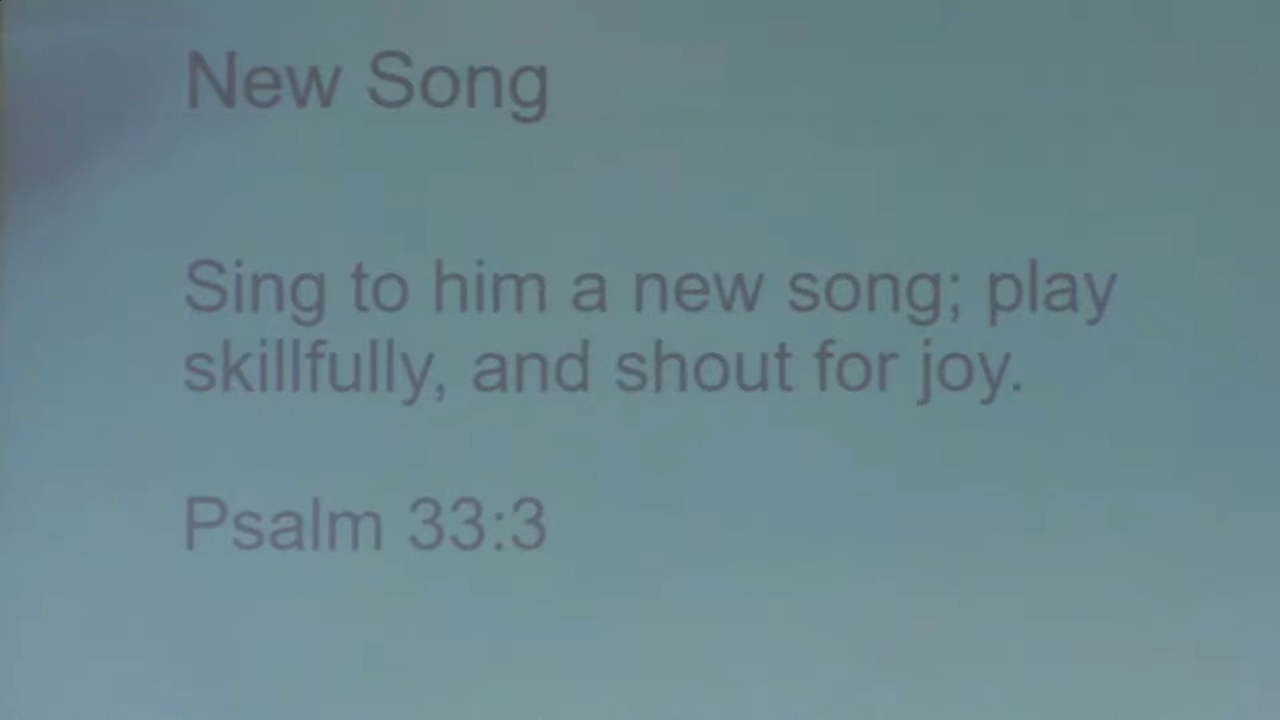 New Song
Sing to him a new song; play
skillfully, and shout for joy.
Psalm 33:3